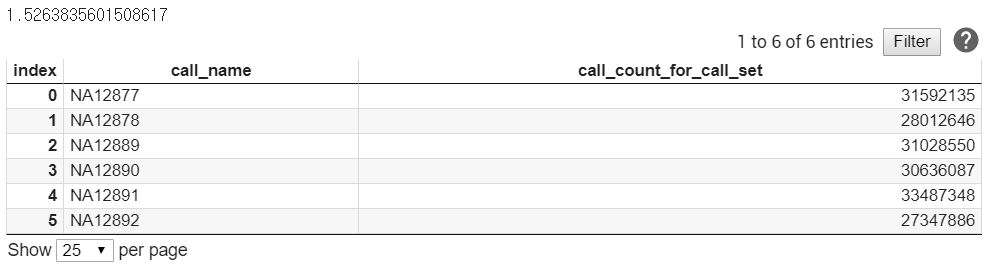 1.5263835601508617
1 to 6 of 6 entries Filter ?
index call_name call_count_for_call_set
0 NA12877 31592135
1 NA12878 28012646
2 NA12889 31028550
3 NA12890 30636087
4 NA12891 33487348
5 NA12892 27347886
Show 25 per page